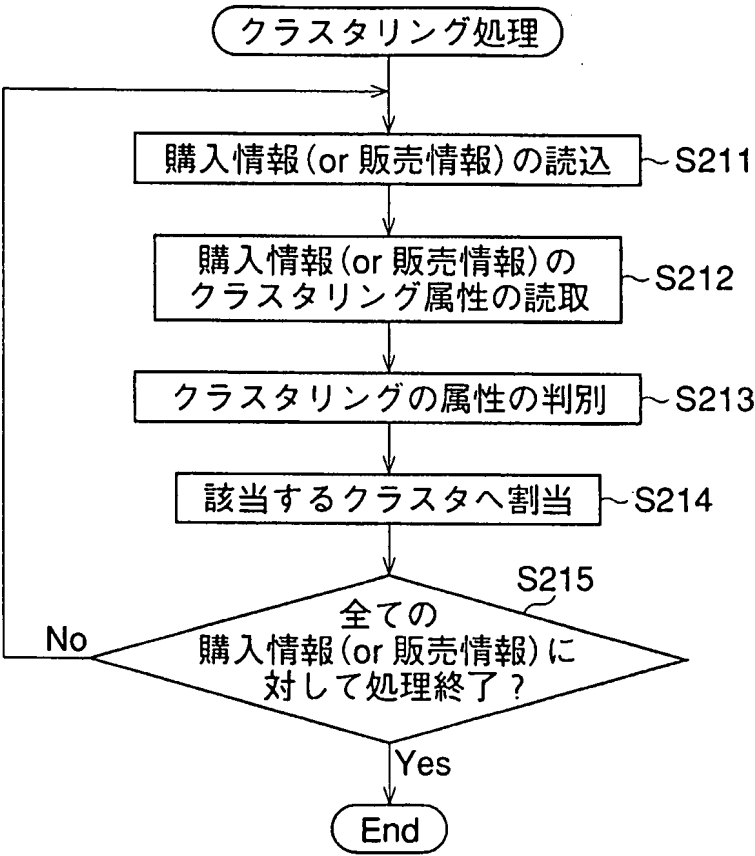 クラスタリング処理
購入情報(or 販売情報)の読込
S211
購入情報(or 販売情報)の
クラスタリング属性の読取
S212
クラスタリングの属性の判別
S213
該当するクラスタへ割当
S214
S215
全ての
購入情報(or 販売情報)に
対して処理終了?
No
Yes
End